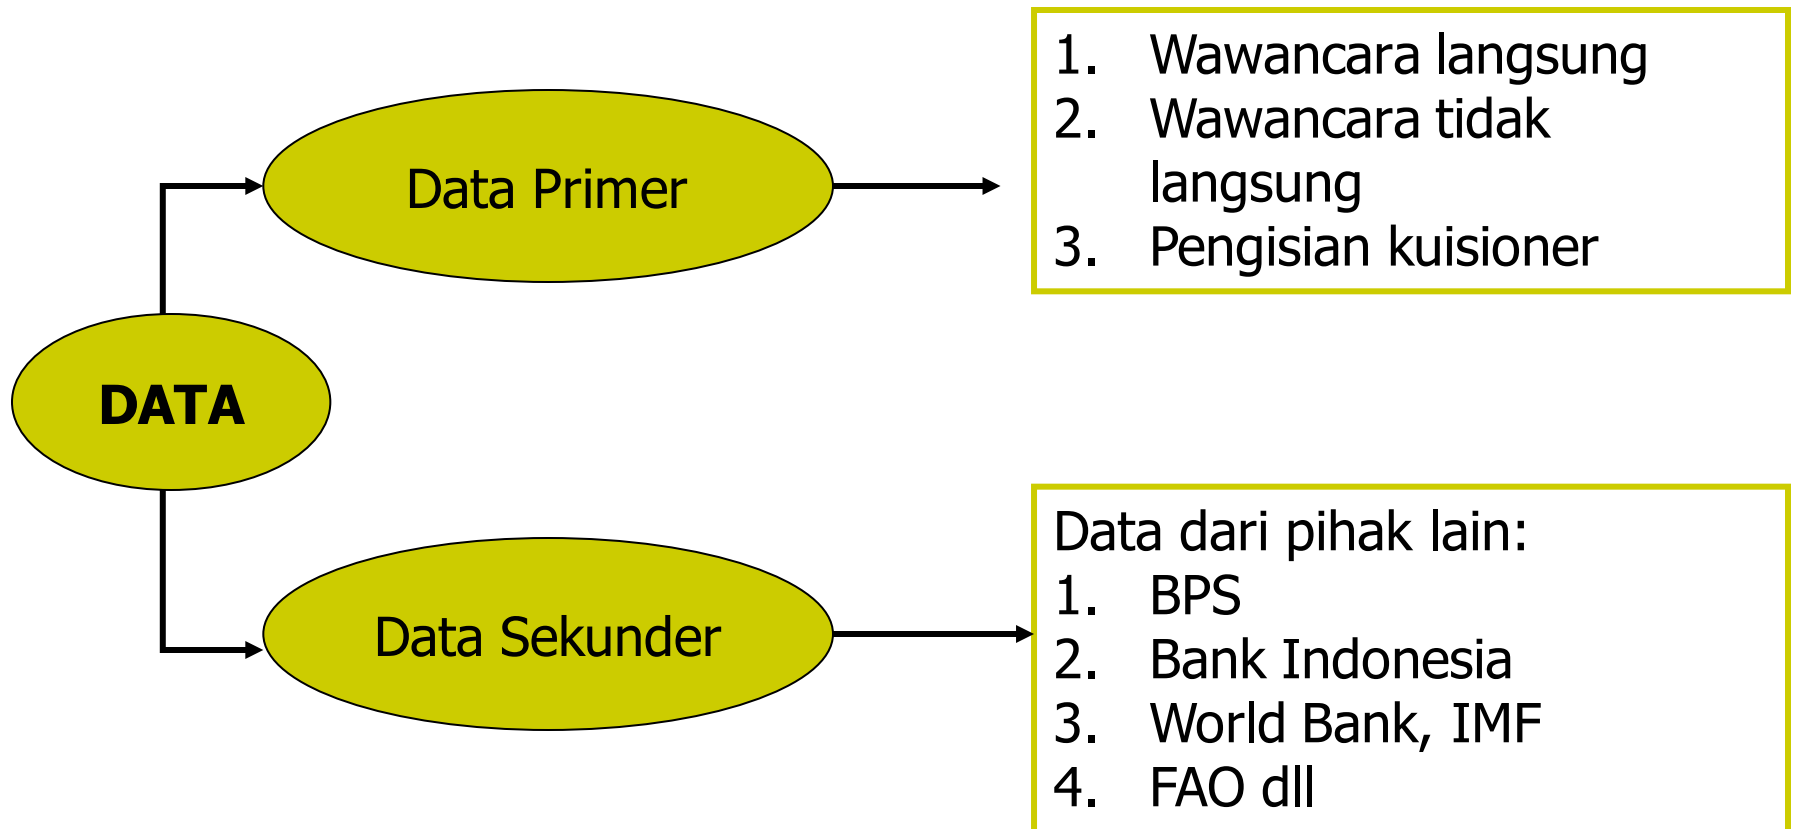 1. Wawancara langsung
2. Wawancara tidak
langsung
3. Pengisian kuisioner
Data Primer
DATA
Data Sekunder
Data dari pihak lain:
1. BPS
2. Bank Indonesia
3. World Bank, IMF
4. FAO dll